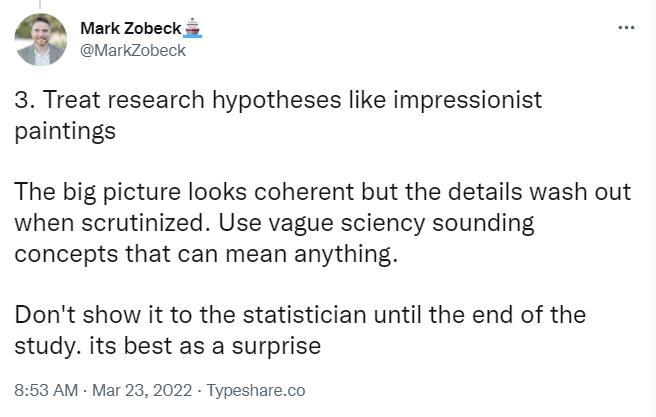 Mark Zobeck🚢
@MarkZobeck
3. Treat research hypotheses like impressionist
paintings
The big picture looks coherent but the details wash out
when scrutinized. Use vague sciency sounding
concepts that can mean anything.
Don't show it to the statistician until the end of the
study. its best as a surprise
8:53 AM · Mar 23, 2022 · Typeshare.co